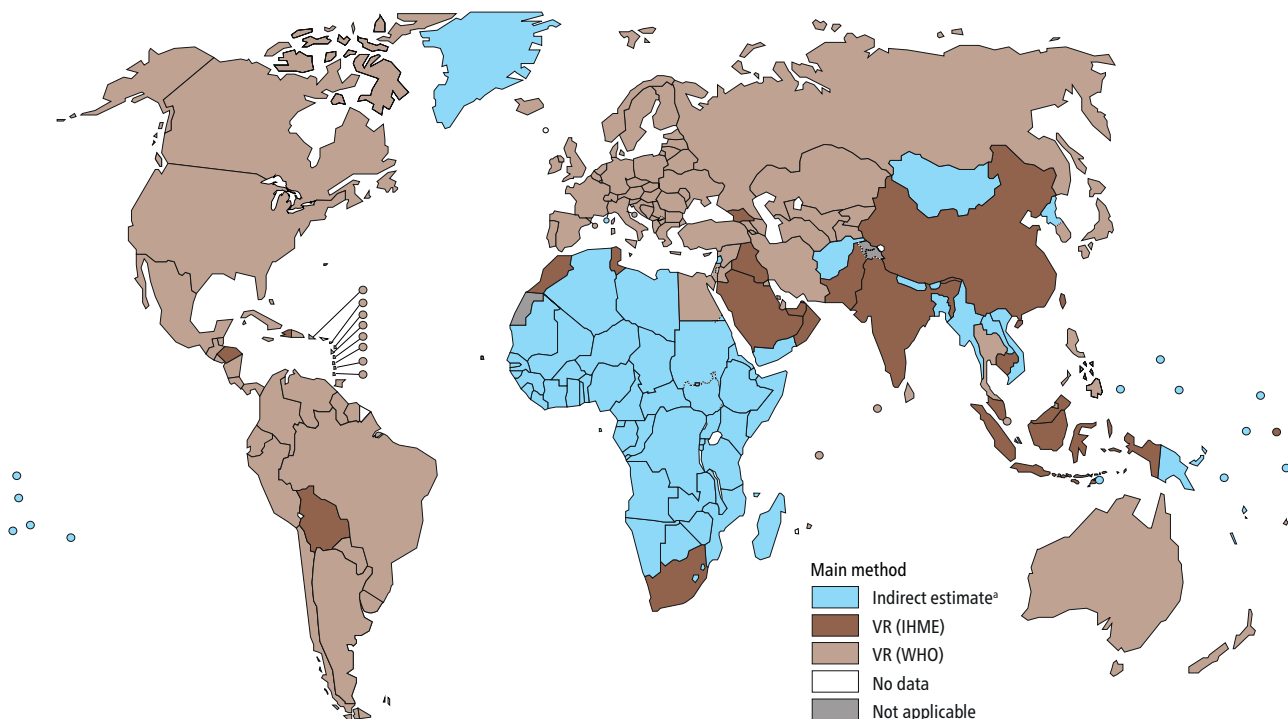 Main method
Indirect estimateᵃ
VR (IHME)
VR (WHO)
No data
Not applicable